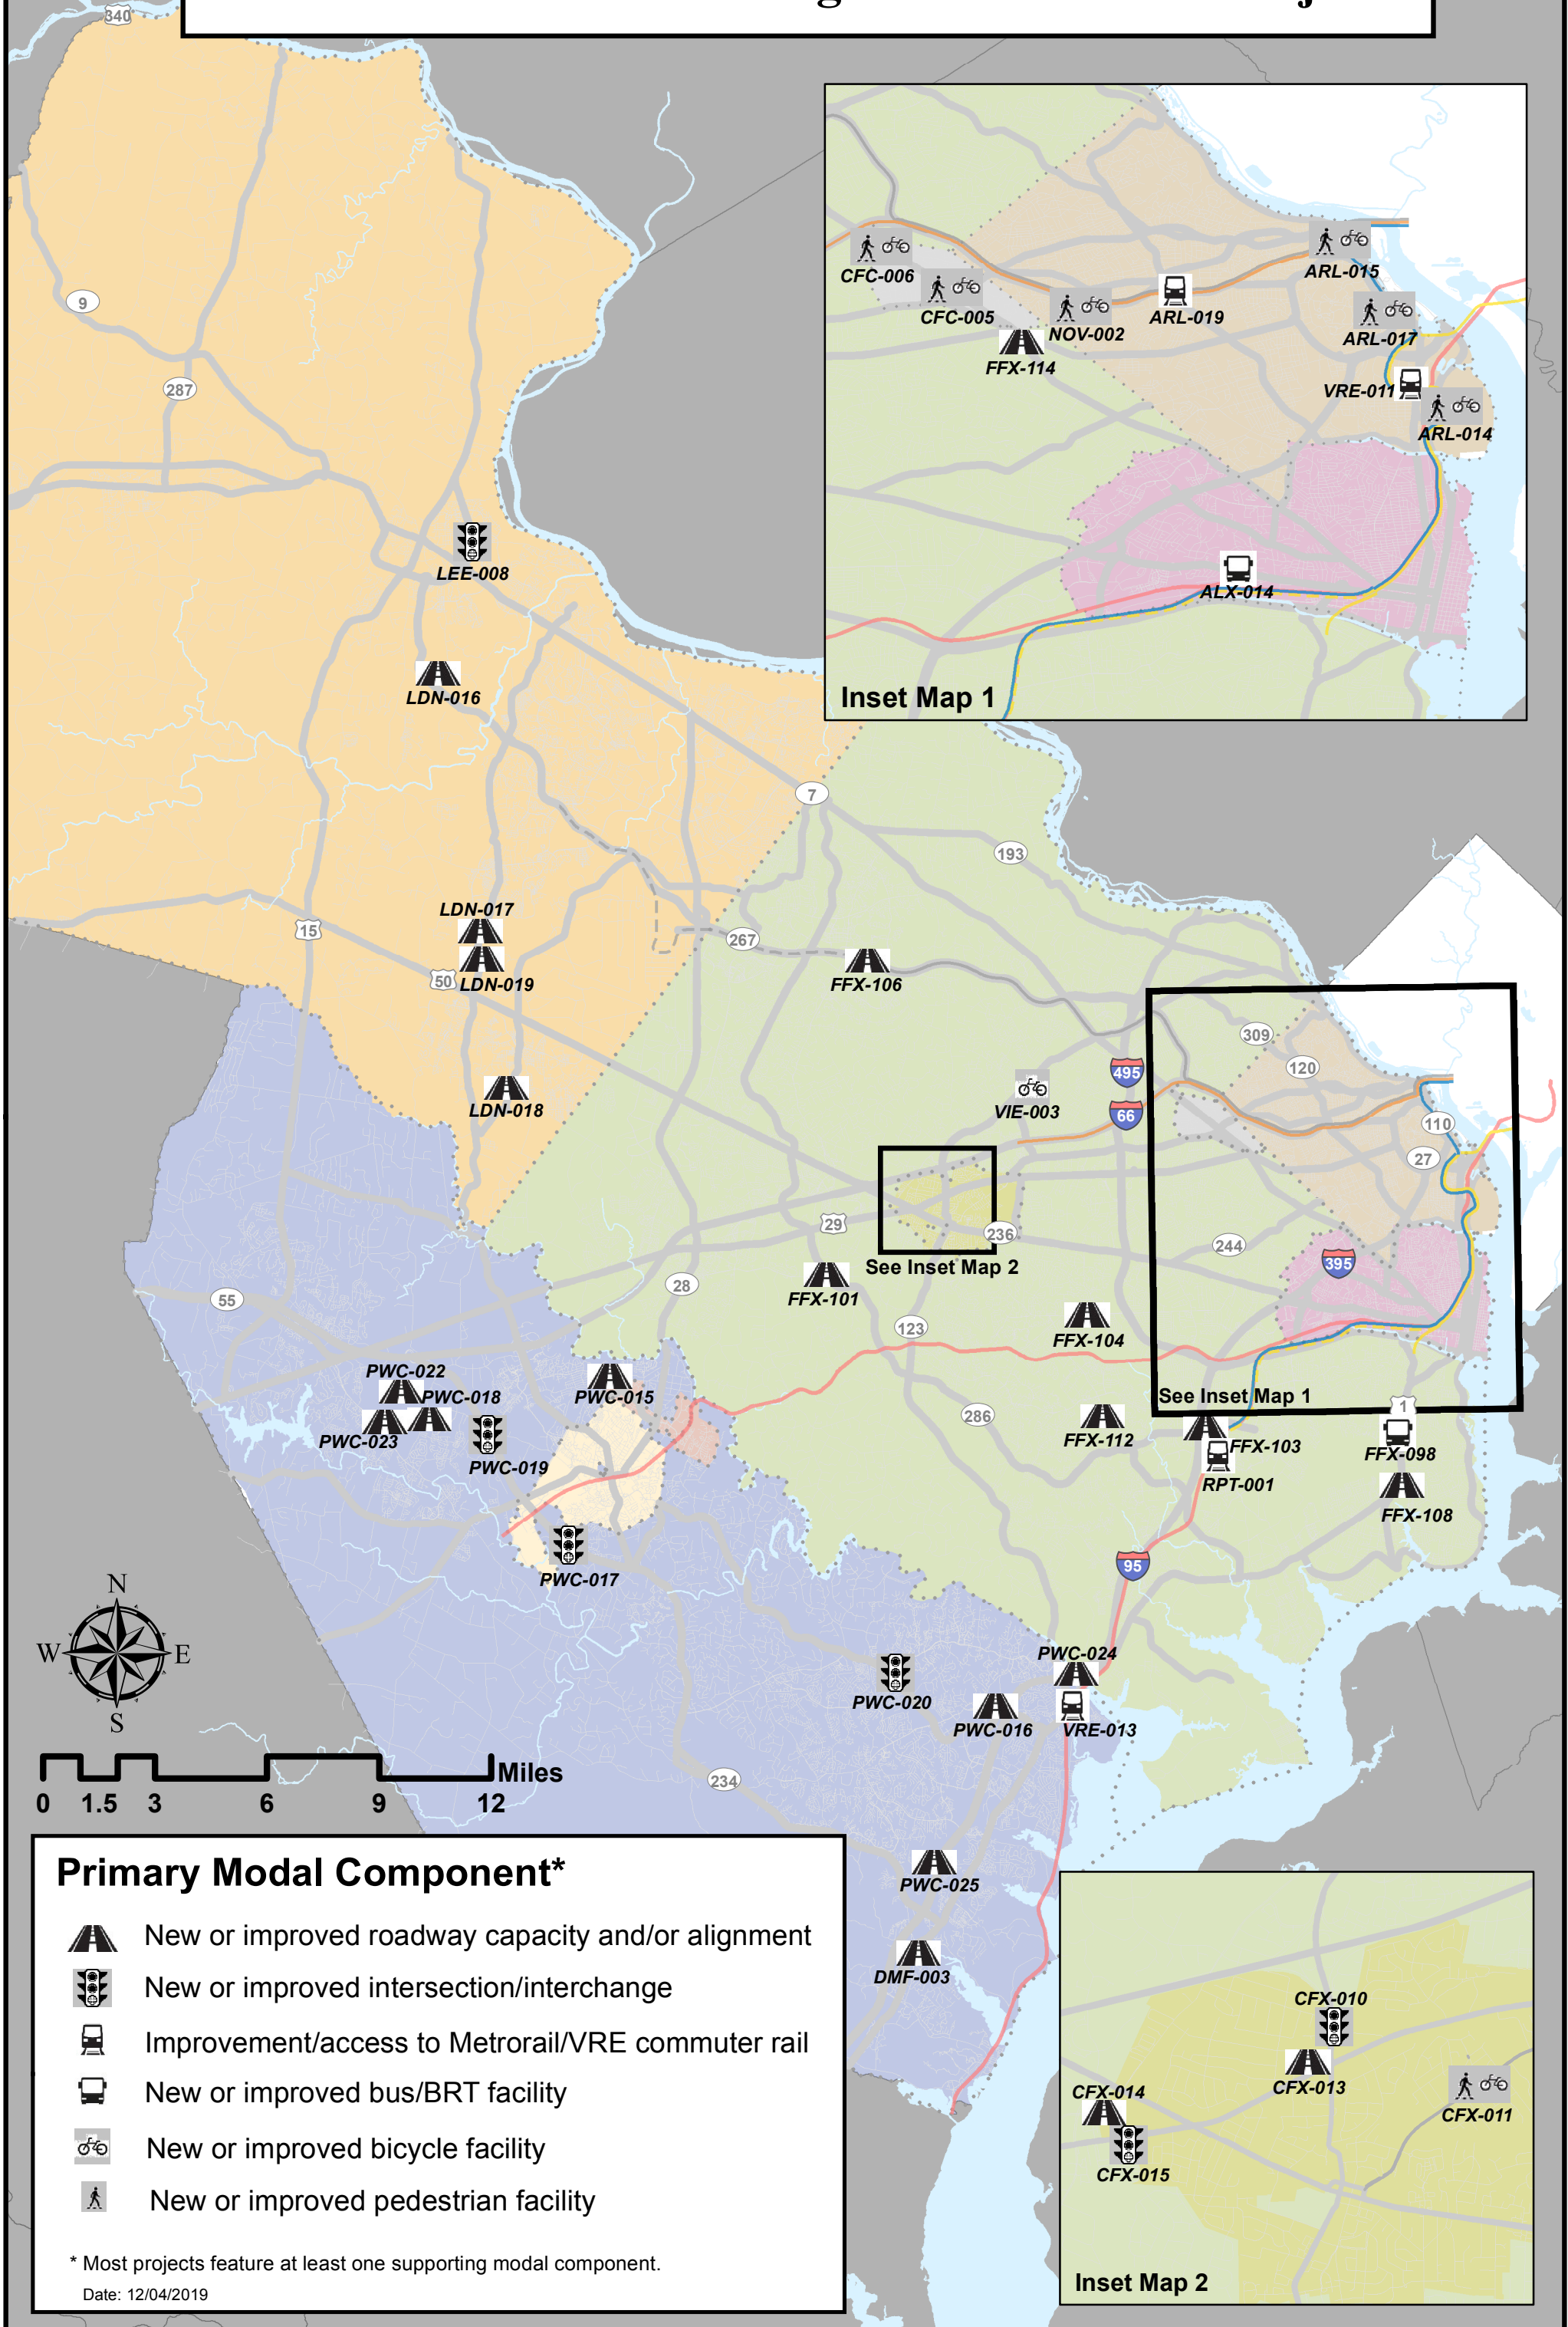 340
9
287
LEE-008
LDN-016
CFC-006
CFC-005
FFX-114
NOV-002
ARL-019
ARL-015
ARL-017
VRE-011
ARL-014
ALX-014
Inset Map 1
7
193
LDN-017
15
50
LDN-019
267
FFX-106
LDN-018
309
120
495
66
VIE-003
110
27
29
236
See Inset Map 2
244
395
28
55
FFX-101
123
FFX-104
PWC-022
PWC-018
PWC-023
PWC-019
PWC-015
See Inset Map 1
1
286
FFX-112
FFX-103
RPT-001
FFX-098
FFX-108
PWC-017
95
N
W
E
S
PWC-024
PWC-020
PWC-016
VRE-013
Miles
0 1.5 3 6 9 12
234
PWC-025
DMF-003
Primary Modal Component*
New or improved roadway capacity and/or alignment
New or improved intersection/interchange
Improvement/access to Metrorail/VRE commuter rail
New or improved bus/BRT facility
New or improved bicycle facility
New or improved pedestrian facility
* Most projects feature at least one supporting modal component.
Date: 12/04/2019
CFX-010
CFX-013
CFX-014
CFX-011
CFX-015
Inset Map 2